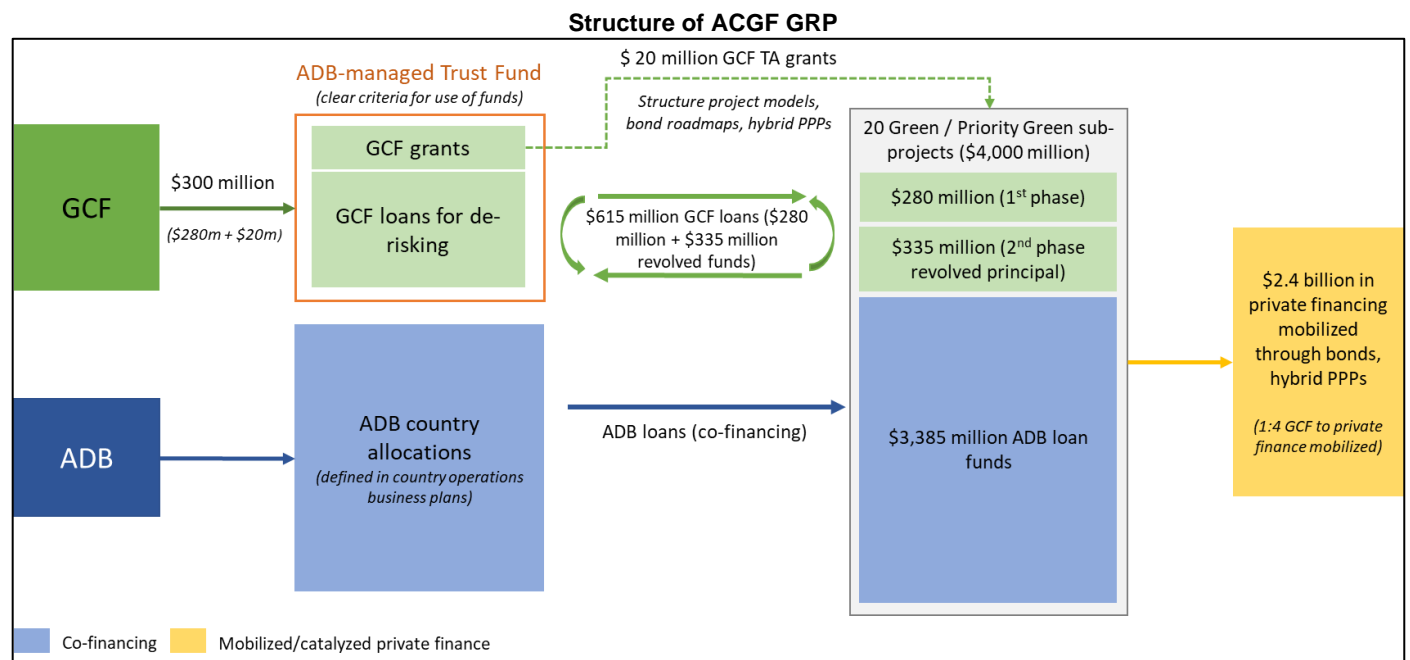 Structure of ACGF GRP
ADB-managed Trust Fund
(clear criteria for use of funds)
$ 20 million GCF TA grants
Structure project models,
bond roadmaps, hybrid PPPs
GCF
$300 million
($280m + $20m)
GCF grants
GCF loans for de-
risking
$615 million GCF loans ($280
million + $335 million
revolved funds)
20 Green / Priority Green sub-
projects ($4,000 million)
$280 million (1st phase)
$335 million (2nd phase
revolved principal)
$3,385 million ADB loan
funds
$2.4 billion in
private financing
mobilized
through bonds,
hybrid PPPs
(1:4 GCF to private
finance mobilized)
ADB
ADB country
allocations
(defined in country operations
business plans)
ADB loans (co-financing)
Co-financing
Mobilized/catalyzed private finance